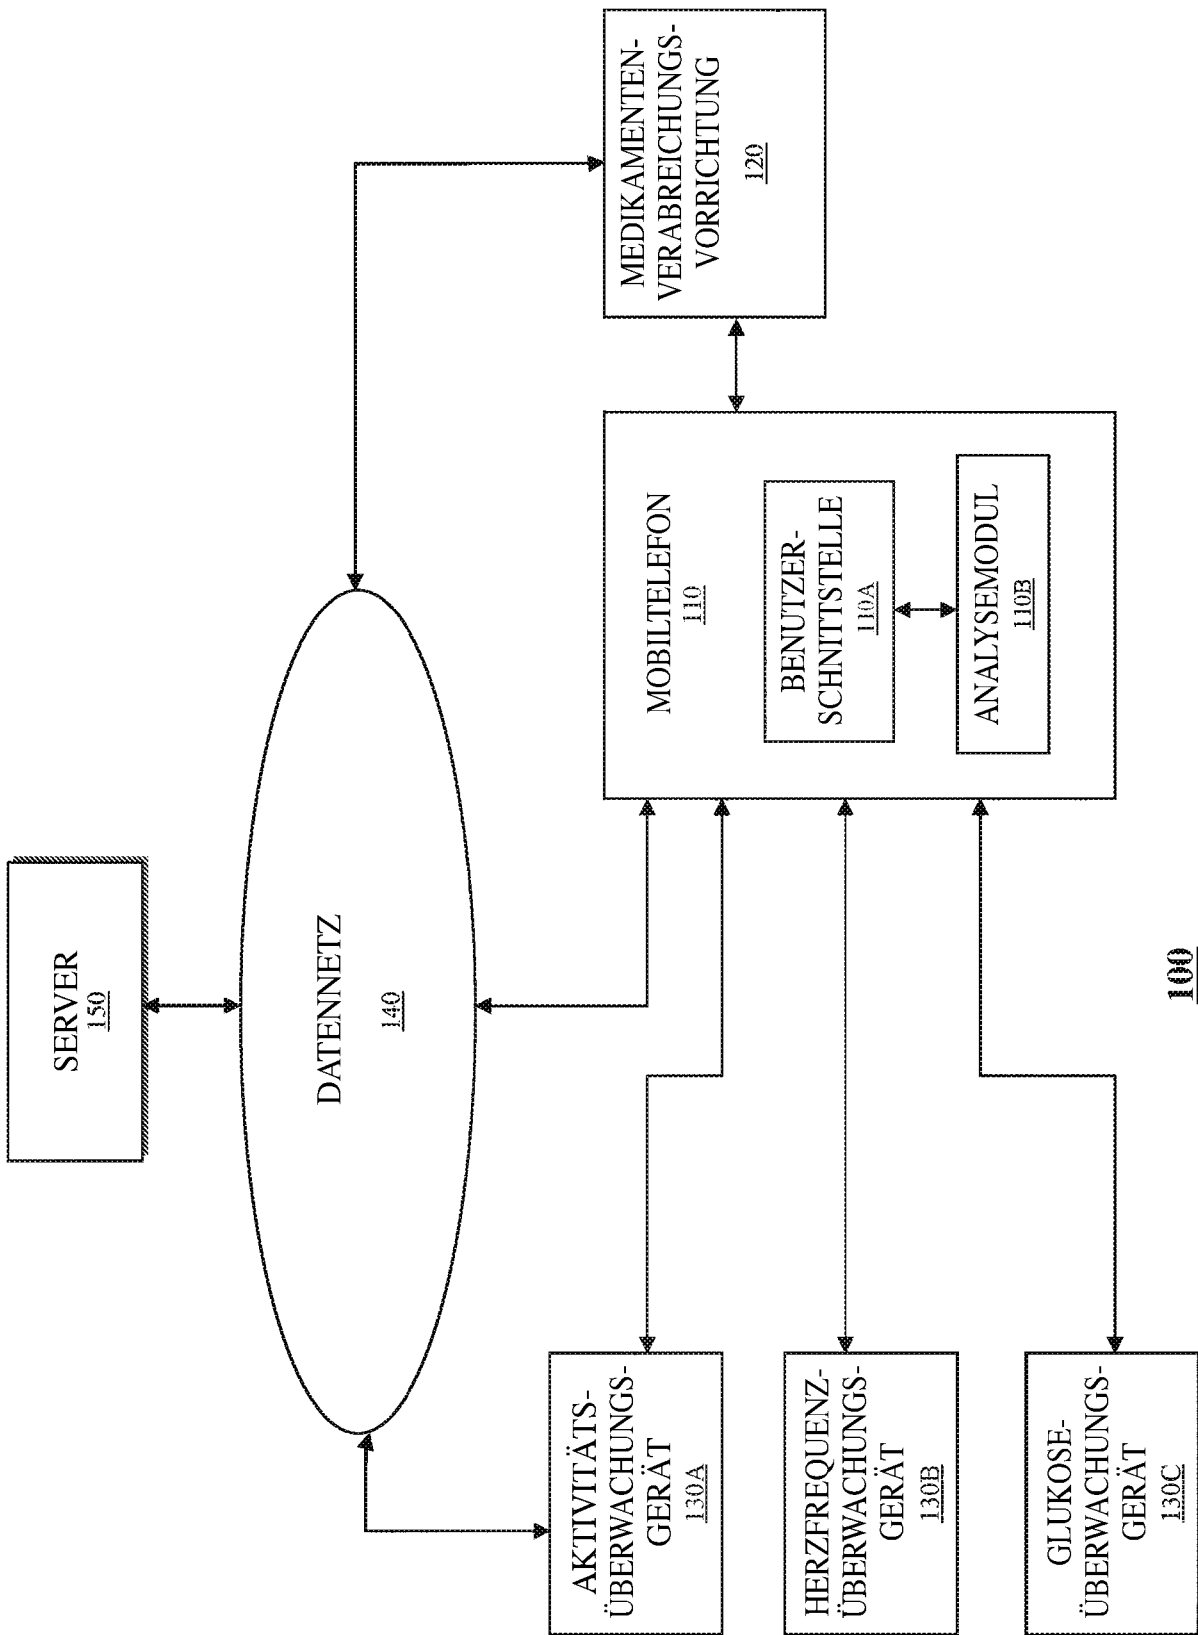 SERVER
150
DATENNETZ
140
AKTIVITÄTS-
ÜBERWACHUNGS-
GERÄT
130A
HERZFREQUENZ-
ÜBERWACHUNGS-
GERÄT
130B
GLUKOSE-
ÜBERWACHUNGS-
GERÄT
130C
MOBILTELEFON
110
BENUTZER-
SCHNITTSTELLE
110A
ANALYSEMODUL
110B
MEDIKAMENTEN-
VERABREICHUNGS-
VORRICHTUNG
120
100